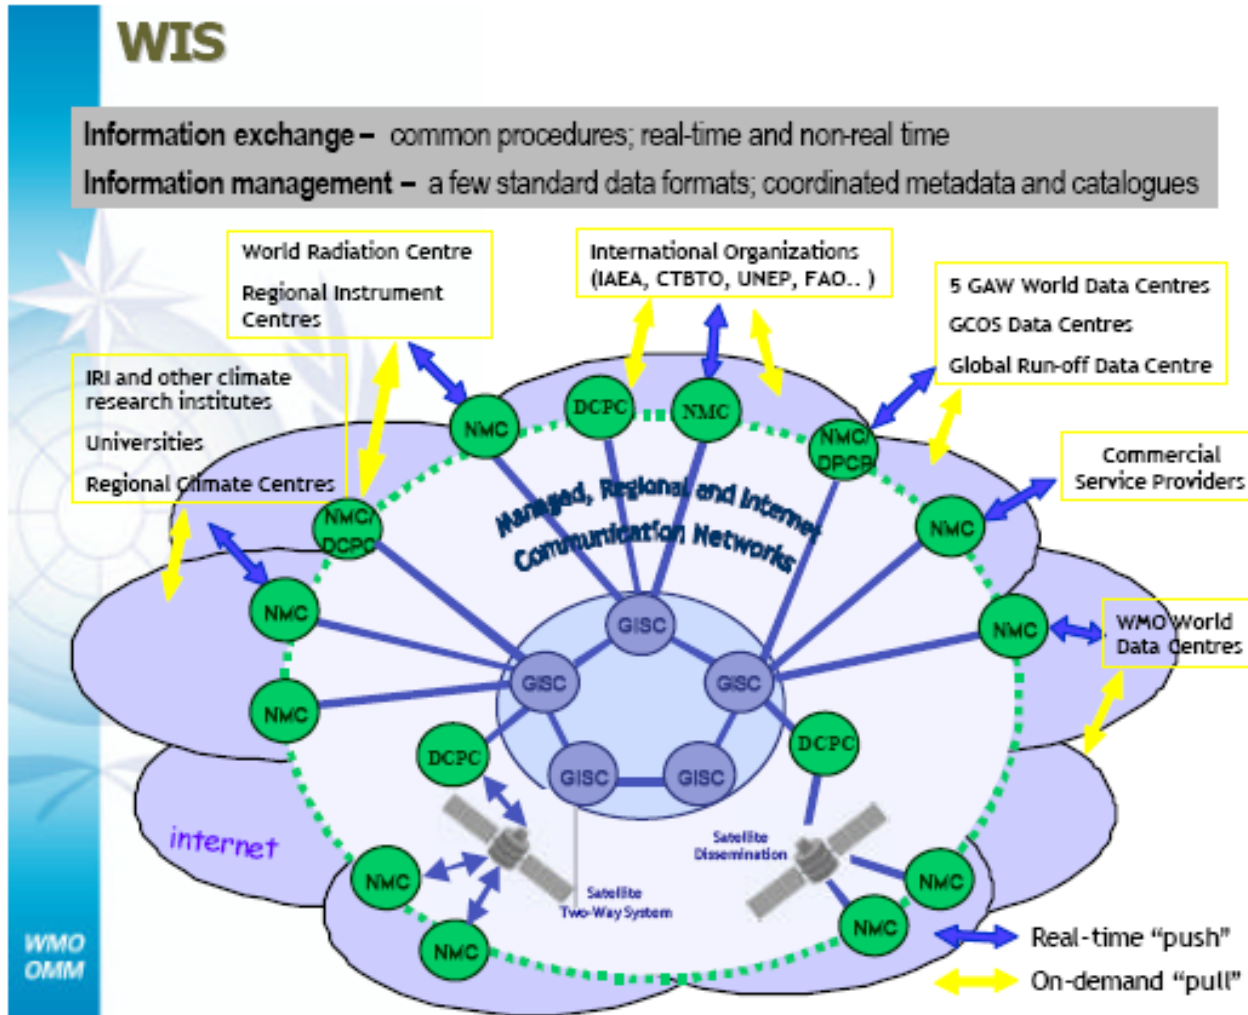 WIS
Information exchange – common procedures; real-time and non-real time
Information management – a few standard data formats; coordinated metadata and catalogues
World Radiation Centre
Regional Instrument
Centres
International Organizations
(IAEA, CTBTO, UNEP, FAO.. )
5 GAW World Data Centres
GCOS Data Centres
Global Run-off Data Centre
IRI and other climate
research institutes
Universities
Regional Climate Centres
Commercial
Service Providers
WMO World
Data Centres
NMC
DCPC
NMC
NMC/
DPCP
NMC/
DCPC
NMC
NMC
NMC
NMC
Managed, Regional and Internet
Communication Networks
GISC
GISC
GISC
GISC
GISC
DCPC
DCPC
internet
Satellite
Two-Way System
Satellite
Dissemination
NMC
NMC
NMC
NMC
WMO
OMM
Real-time “push”
On-demand “pull”